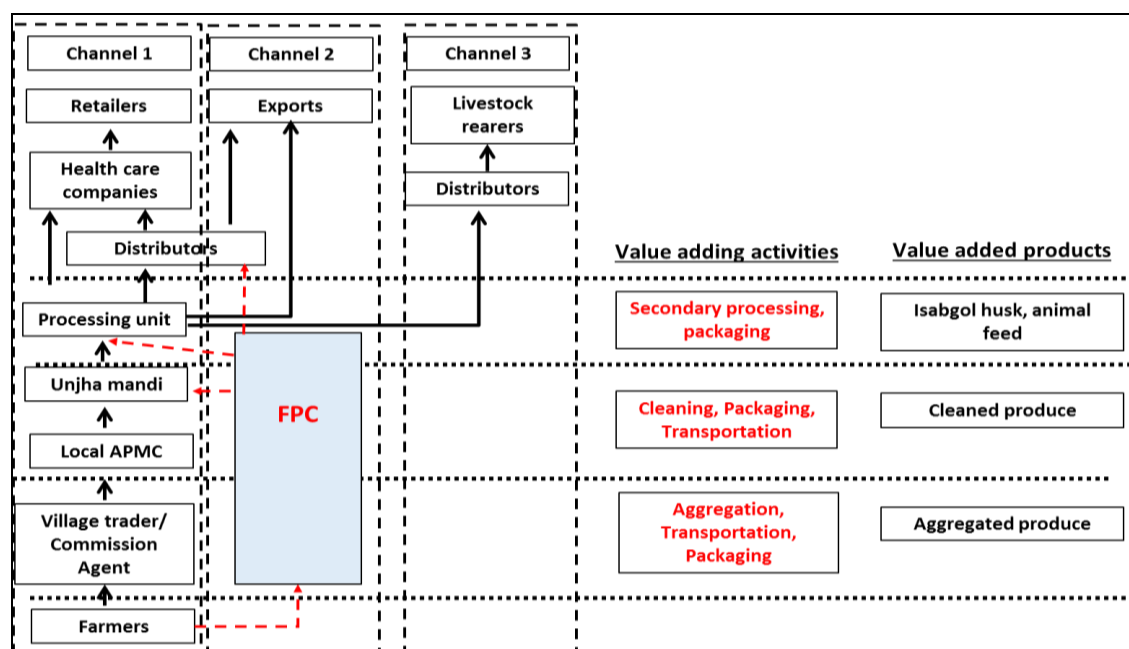 Channel 1
Channel 2
Channel 3
Retailers
Exports
Livestock
rearers
Health care
companies
Distributors
Distributors
Value adding activities
Value added products
Processing unit
Secondary processing,
packaging
Isabgol husk, animal
feed
Unjha mandi
FPC
Cleaning, Packaging,
Transportation
Cleaned produce
Local APMC
Village trader/
Commission
Agent
Aggregation,
Transportation,
Packaging
Aggregated produce
Farmers